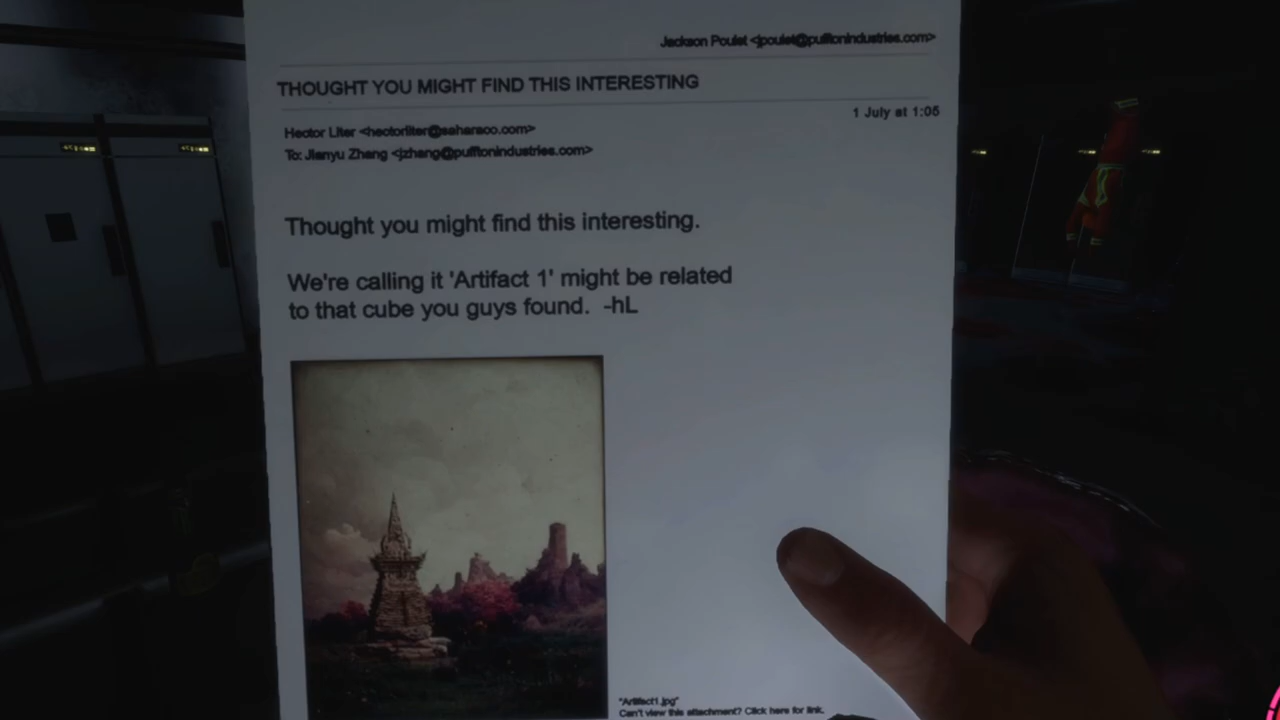 Jackson Poulet <jpoulet@pufftonindustries.com>
THOUGHT YOU MIGHT FIND THIS INTERESTING
1 July at 1:05
Hector Liter <hectorliter@saharaoo.com>
To: Jianyu Zhang <jzhang@pufftonindustries.com>
Thought you might find this interesting.
We're calling it 'Artifact 1' might be related
to that cube you guys found. -hL
"Artifact1.jpg"
Can't view this attachment? Click here for link.